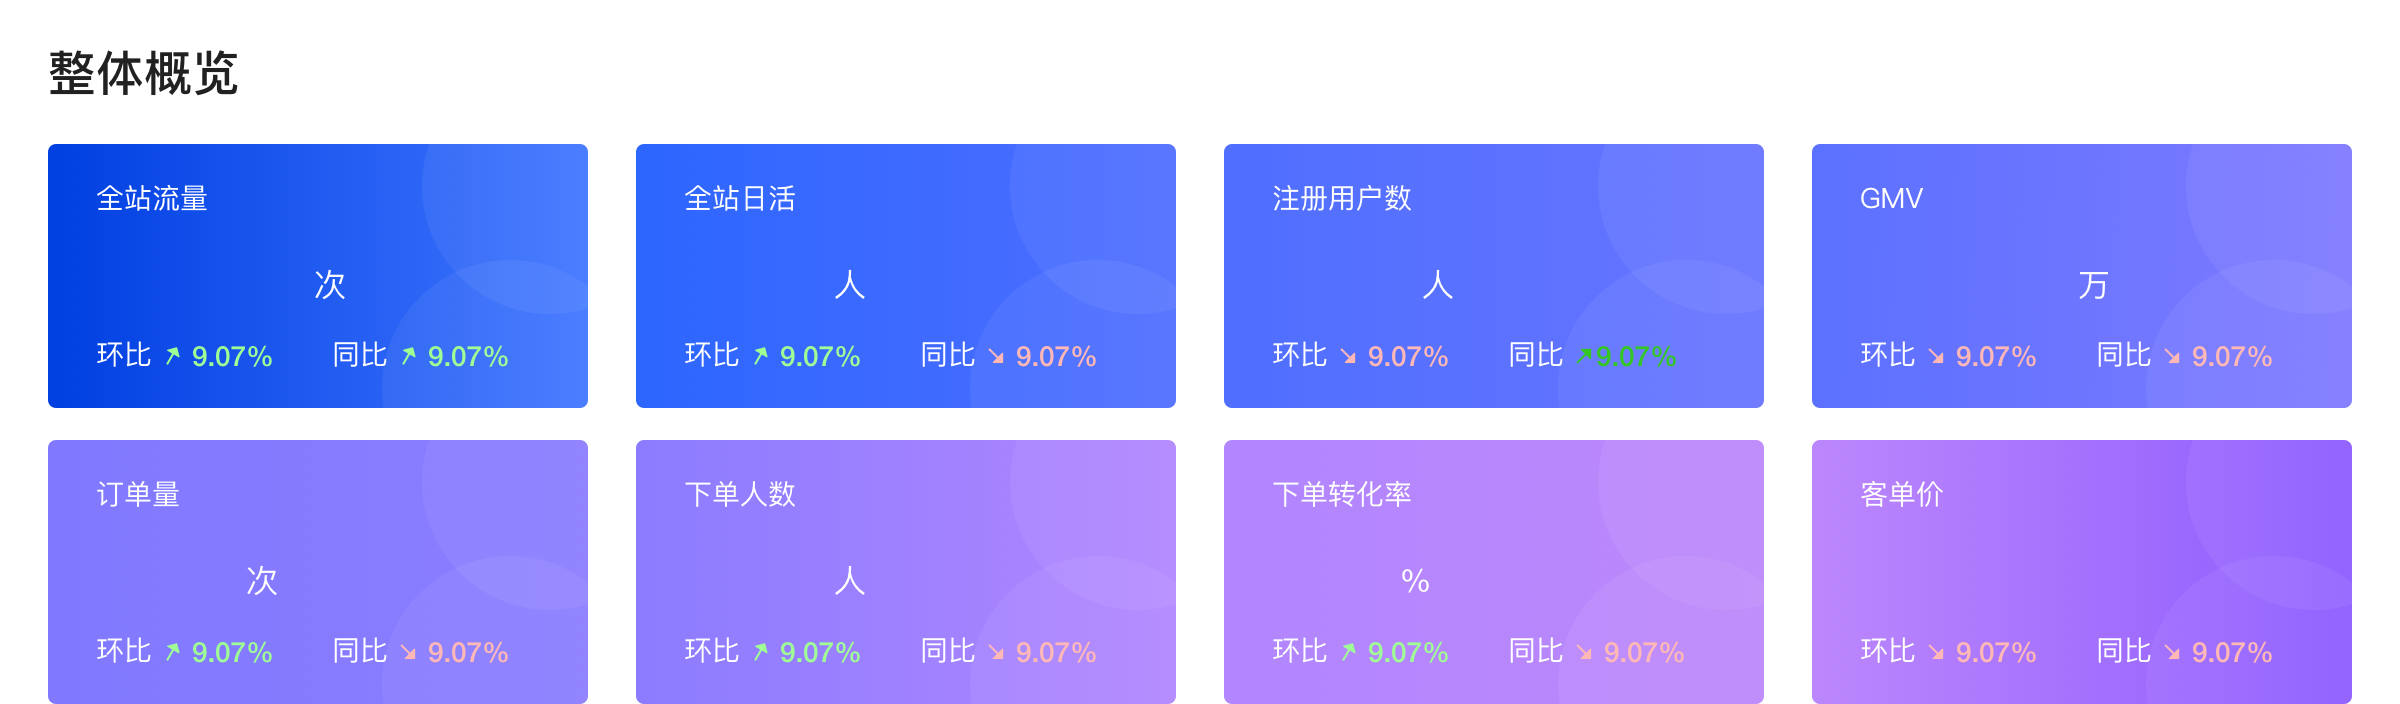 整体概览
全站流量
次
环比 9.07% 同比 9.07%
全站日活
人
环比 9.07% 同比 9.07%
注册用户数
人
环比 9.07% 同比 9.07%
GMV
万
环比 9.07% 同比 9.07%
订单量
次
环比 9.07% 同比 9.07%
下单人数
人
环比 9.07% 同比 9.07%
下单转化率
%
环比 9.07% 同比 9.07%
客单价
环比 9.07% 同比 9.07%